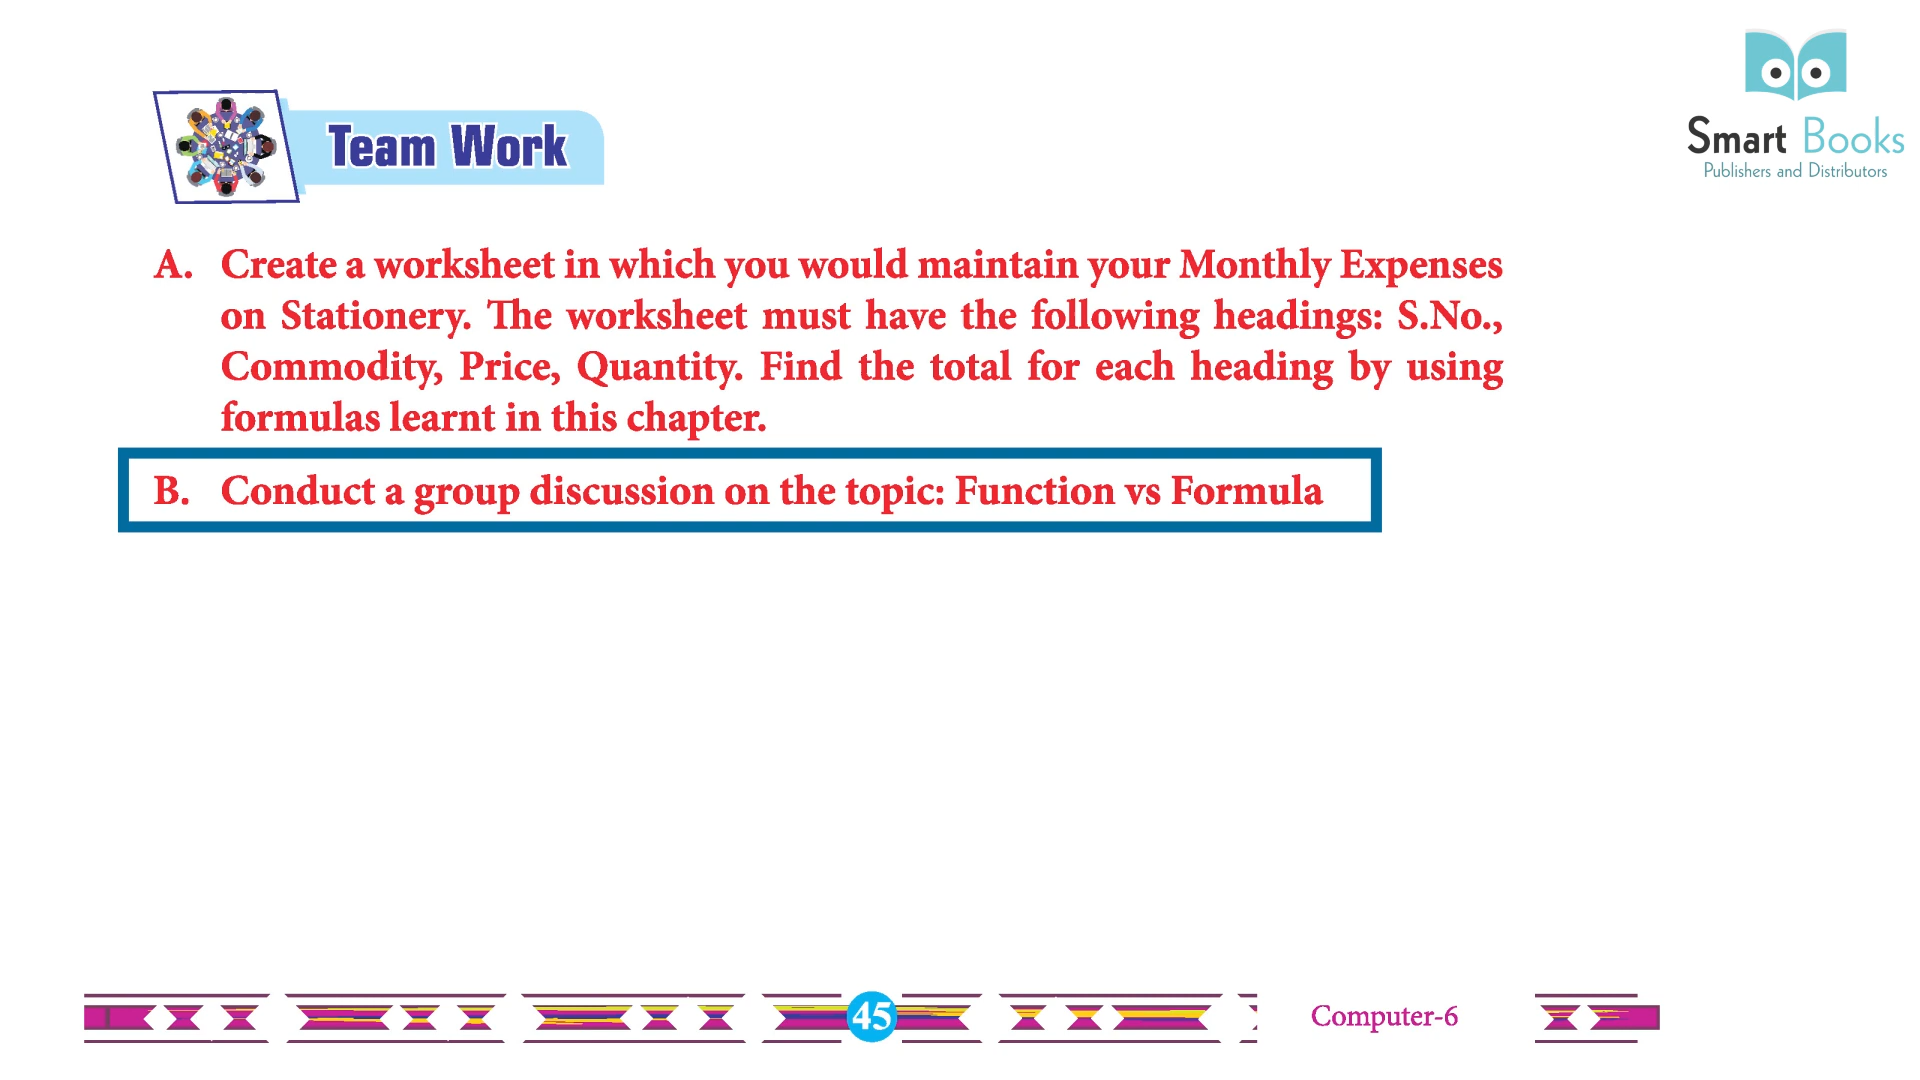 Smart Books
Publishers and Distributors
Team Work
A. Create a worksheet in which you would maintain your Monthly Expenses
on Stationery. The worksheet must have the following headings: S.No.,
Commodity, Price, Quantity. Find the total for each heading by using
formulas learnt in this chapter.
B. Conduct a group discussion on the topic: Function vs Formula
45
Computer-6